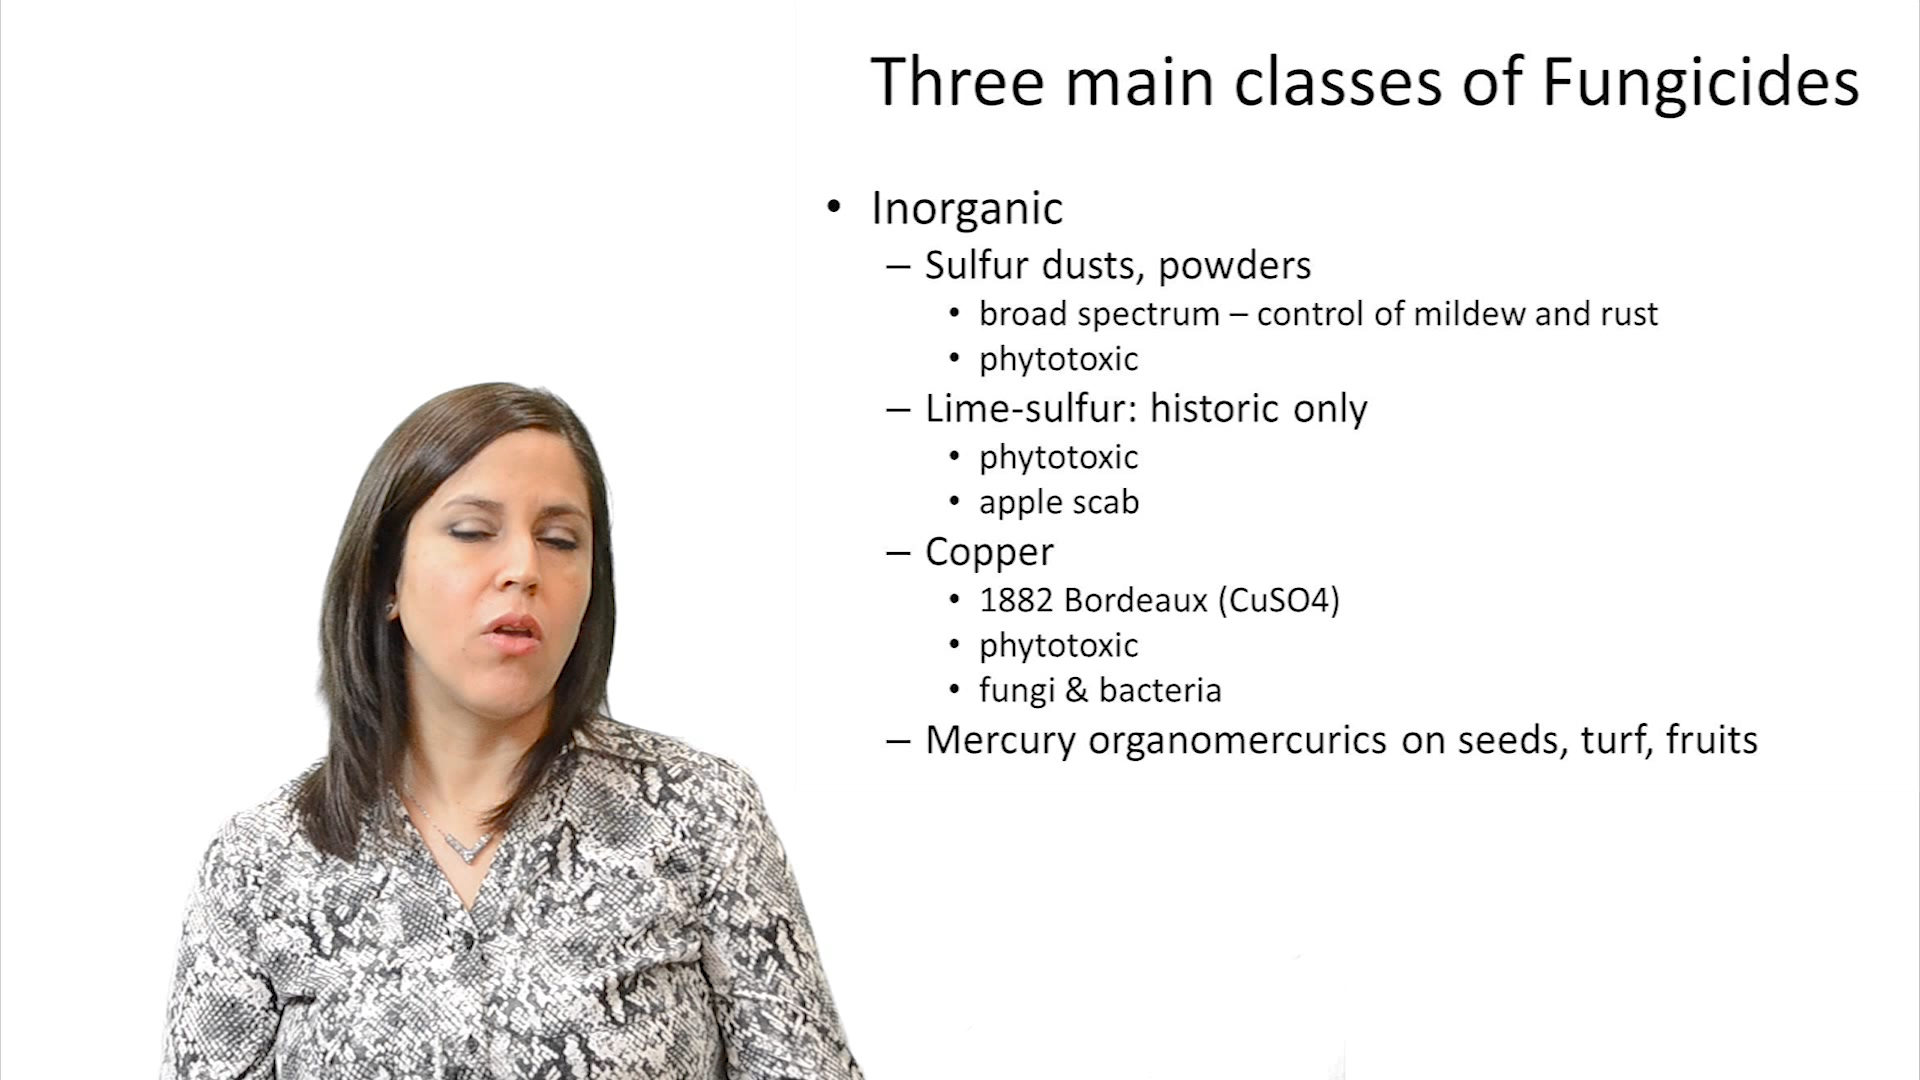 Three main classes of Fungicides
• Inorganic
– Sulfur dusts, powders
• broad spectrum – control of mildew and rust
• phytotoxic
– Lime-sulfur: historic only
• phytotoxic
• apple scab
– Copper
• 1882 Bordeaux (CuSO4)
• phytotoxic
• fungi & bacteria
– Mercury organomercurics on seeds, turf, fruits